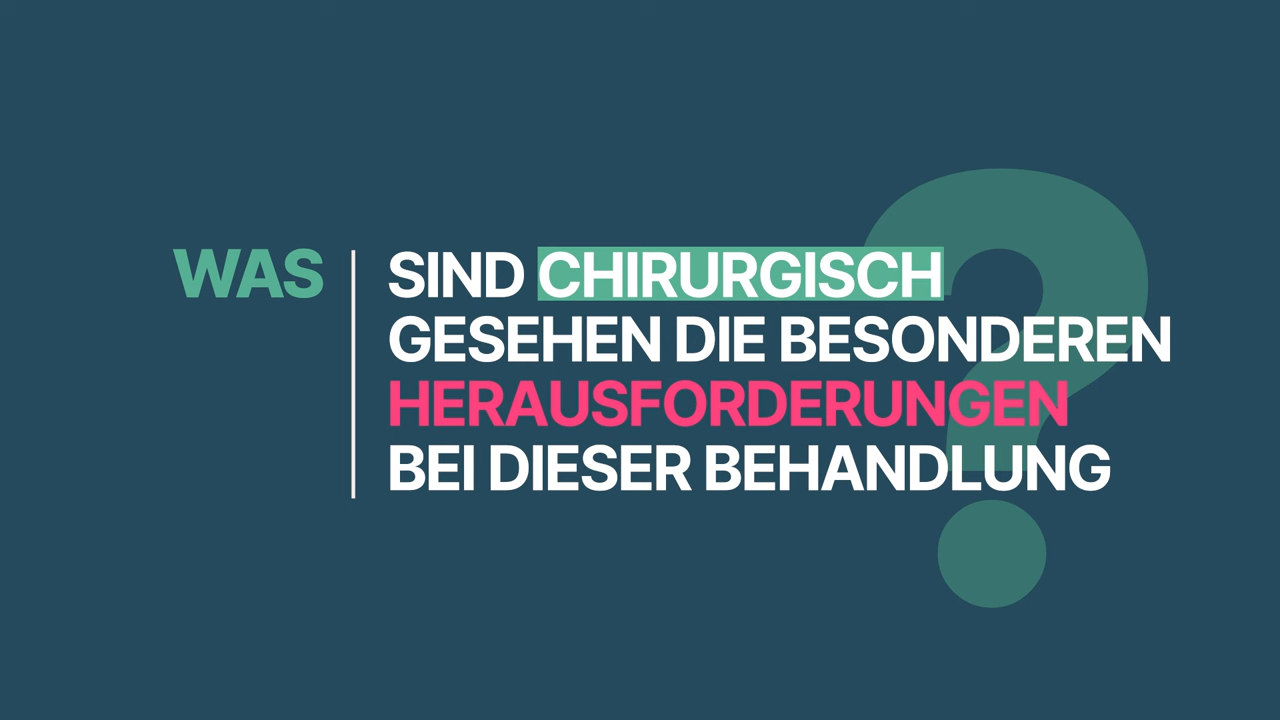 WAS SIND CHIRURGISCH
GESEHEN DIE BESONDEREN
HERAUSFORDERUNGEN
BEI DIESER BEHANDLUNG
?